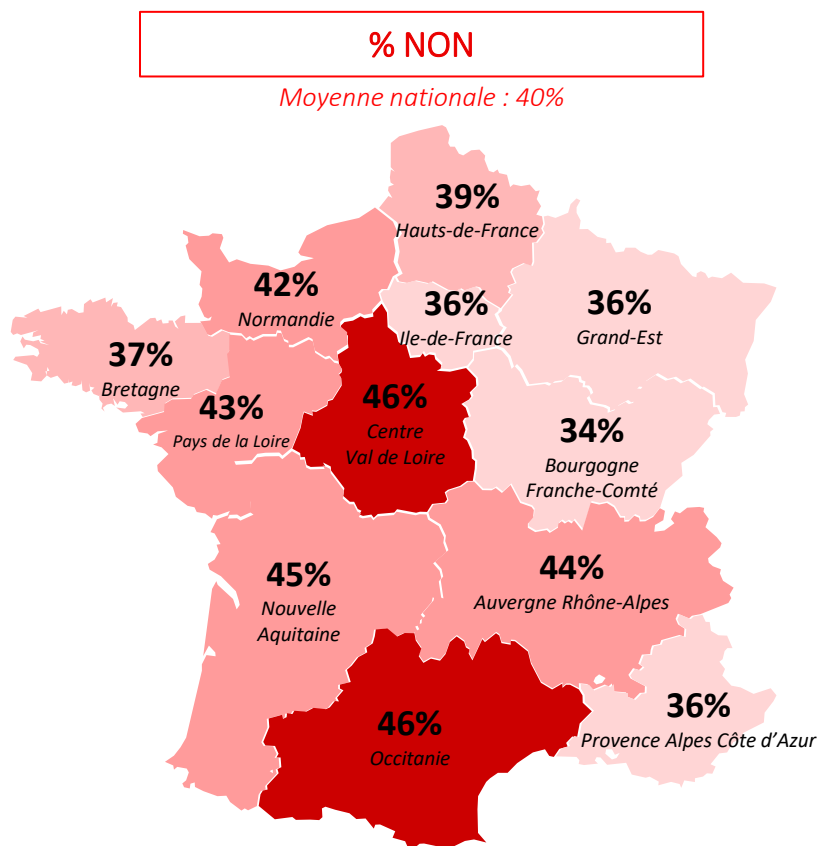 % NON
Moyenne nationale : 40%
39%
Hauts-de-France
42%
Normandie
36%
Ile-de-France
36%
Grand-Est
37%
Bretagne
43%
Pays de la Loire
46%
Centre
Val de Loire
34%
Bourgogne
Franche-Comté
45%
Nouvelle
Aquitaine
44%
Auvergne Rhône-Alpes
46%
Occitanie
36%
Provence Alpes Côte d’Azur